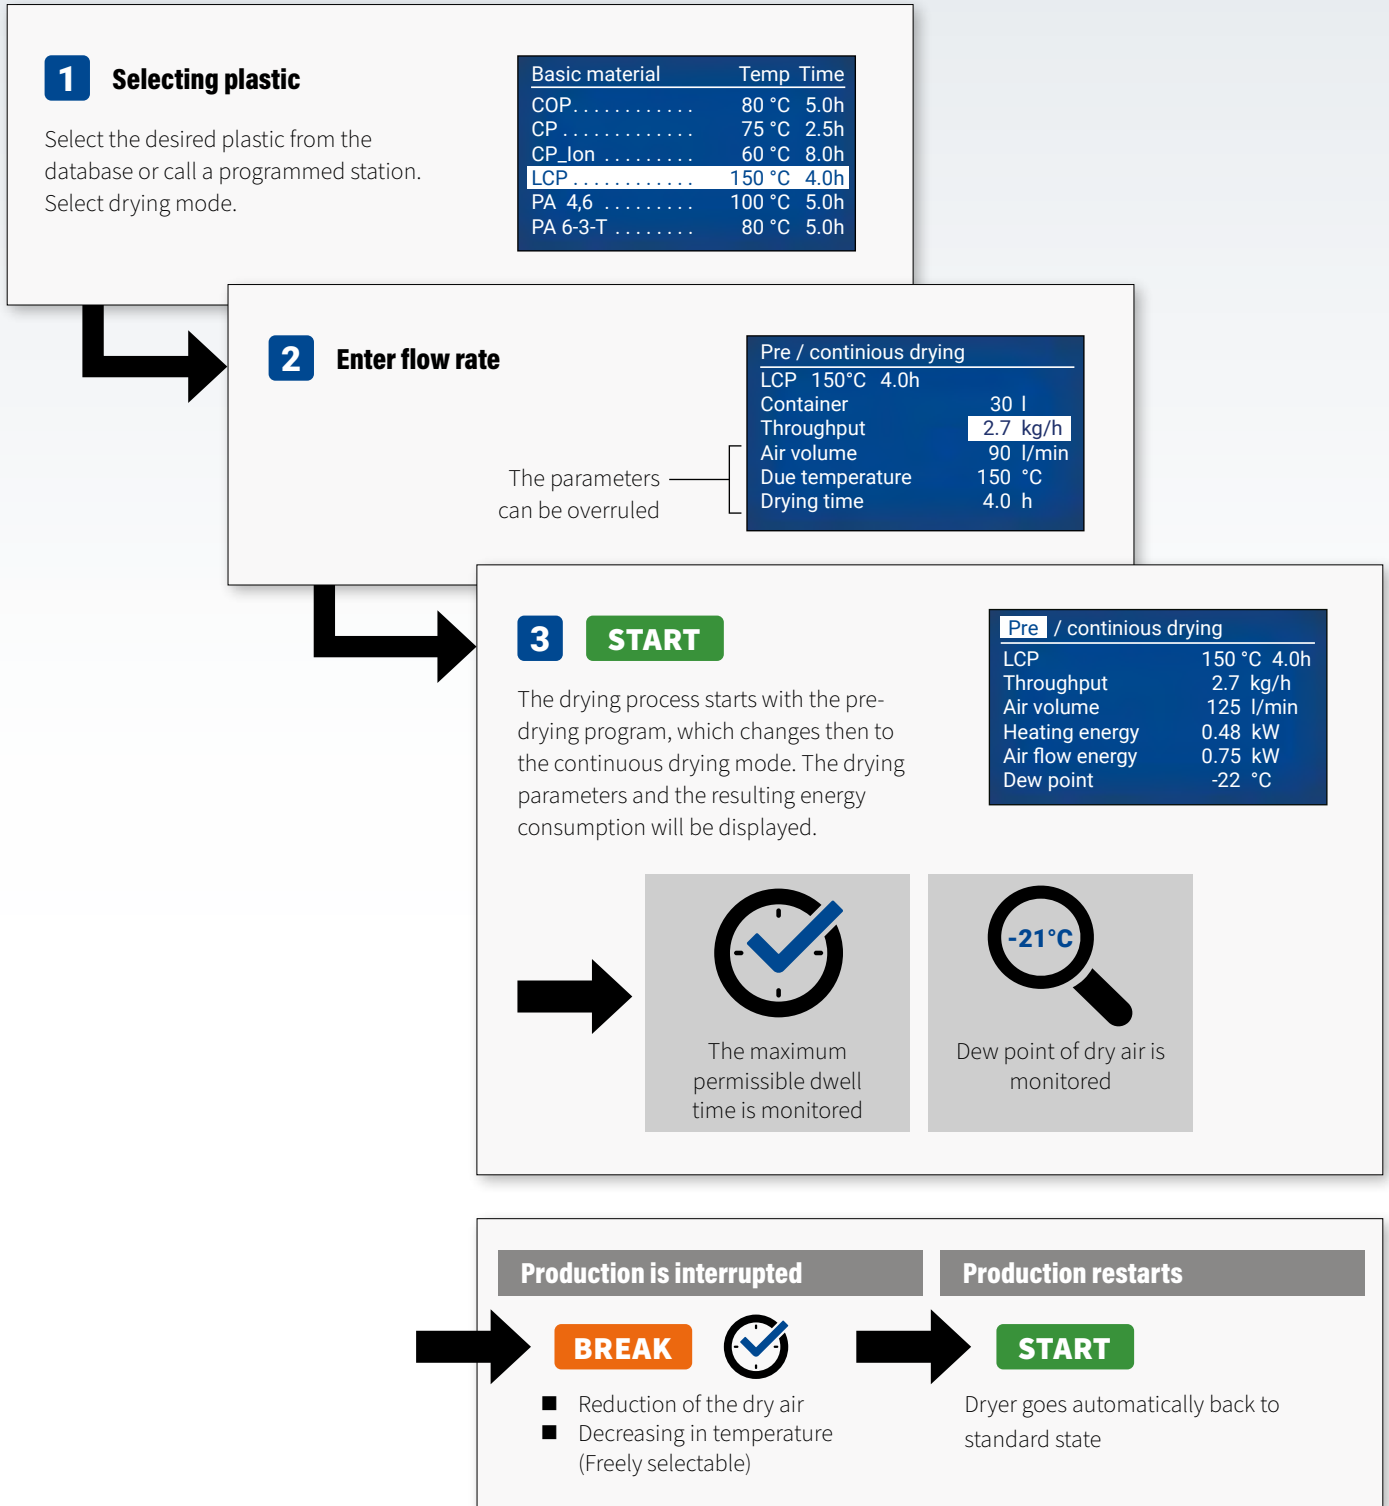 1 Selecting plastic
Select the desired plastic from the
database or call a programmed station.
Select drying mode.
Basic material Temp Time
COP............ 80 °C 5.0h
CP............. 75 °C 2.5h
CP_Ion ......... 60 °C 8.0h
LCP............ 150 °C 4.0h
PA 4,6 ......... 100 °C 5.0h
PA 6-3-T ........ 80 °C 5.0h
2 Enter flow rate
The parameters
can be overruled
Pre / continious drying
LCP 150°C 4.0h
Container 30 l
Throughput 2.7 kg/h
Air volume 90 l/min
Due temperature 150 °C
Drying time 4.0 h
3 START
The drying process starts with the pre-
drying program, which changes then to
the continuous drying mode. The drying
parameters and the resulting energy
consumption will be displayed.
Pre / continious drying
LCP 150 °C 4.0h
Throughput 2.7 kg/h
Air volume 125 l/min
Heating energy 0.48 kW
Air flow energy 0.75 kW
Dew point -22 °C
The maximum
permissible dwell
time is monitored
-21°C
Dew point of dry air is
monitored
Production is interrupted
BREAK
■ Reduction of the dry air
■ Decreasing in temperature
(Freely selectable)
Production restarts
START
Dryer goes automatically back to
standard state